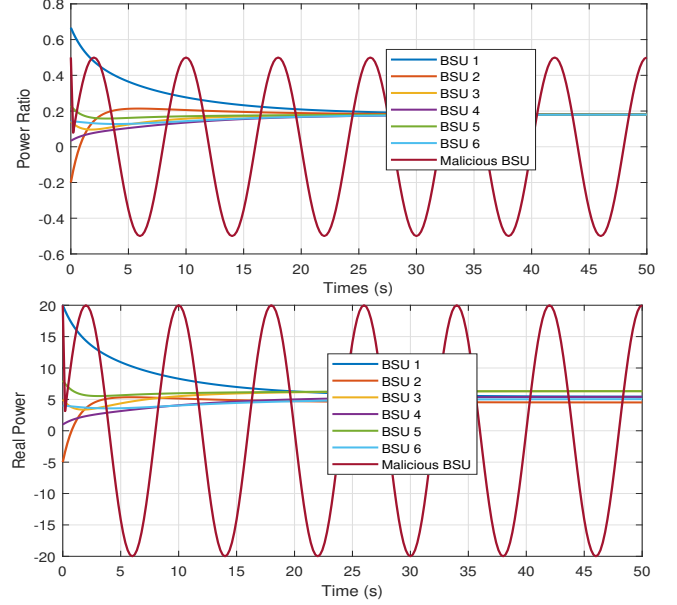 0.8
0.6
0.4
0.2
0
-0.2
-0.4
-0.6
Power Ratio
BSU 1
BSU 2
BSU 3
BSU 4
BSU 5
BSU 6
Malicious BSU
0 5 10 15 20 25 30 35 40 45 50
Times (s)
20
15
10
5
0
-5
-10
-15
-20
Real Power
BSU 1
BSU 2
BSU 3
BSU 4
BSU 5
BSU 6
Malicious BSU
0 5 10 15 20 25 30 35 40 45 50
Time (s)